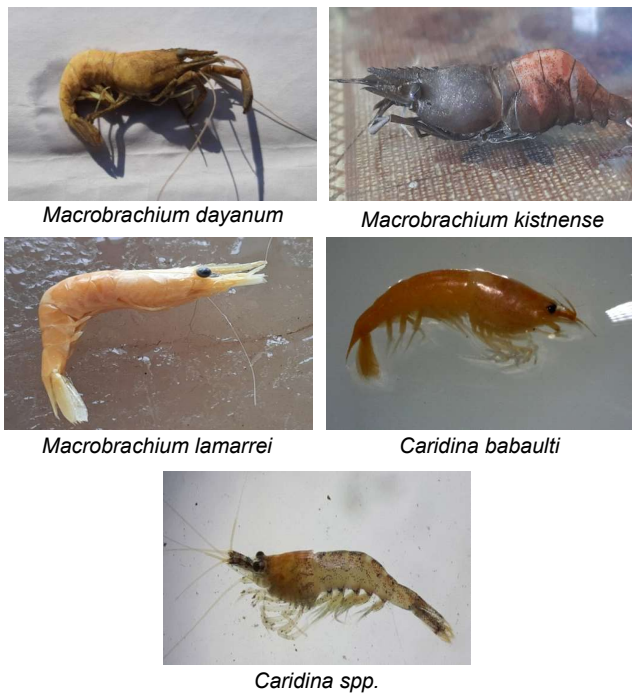 Macrobrachium dayanum
Macrobrachium kistnense
Macrobrachium lamarrei
Caridina babaulti
Caridina spp.